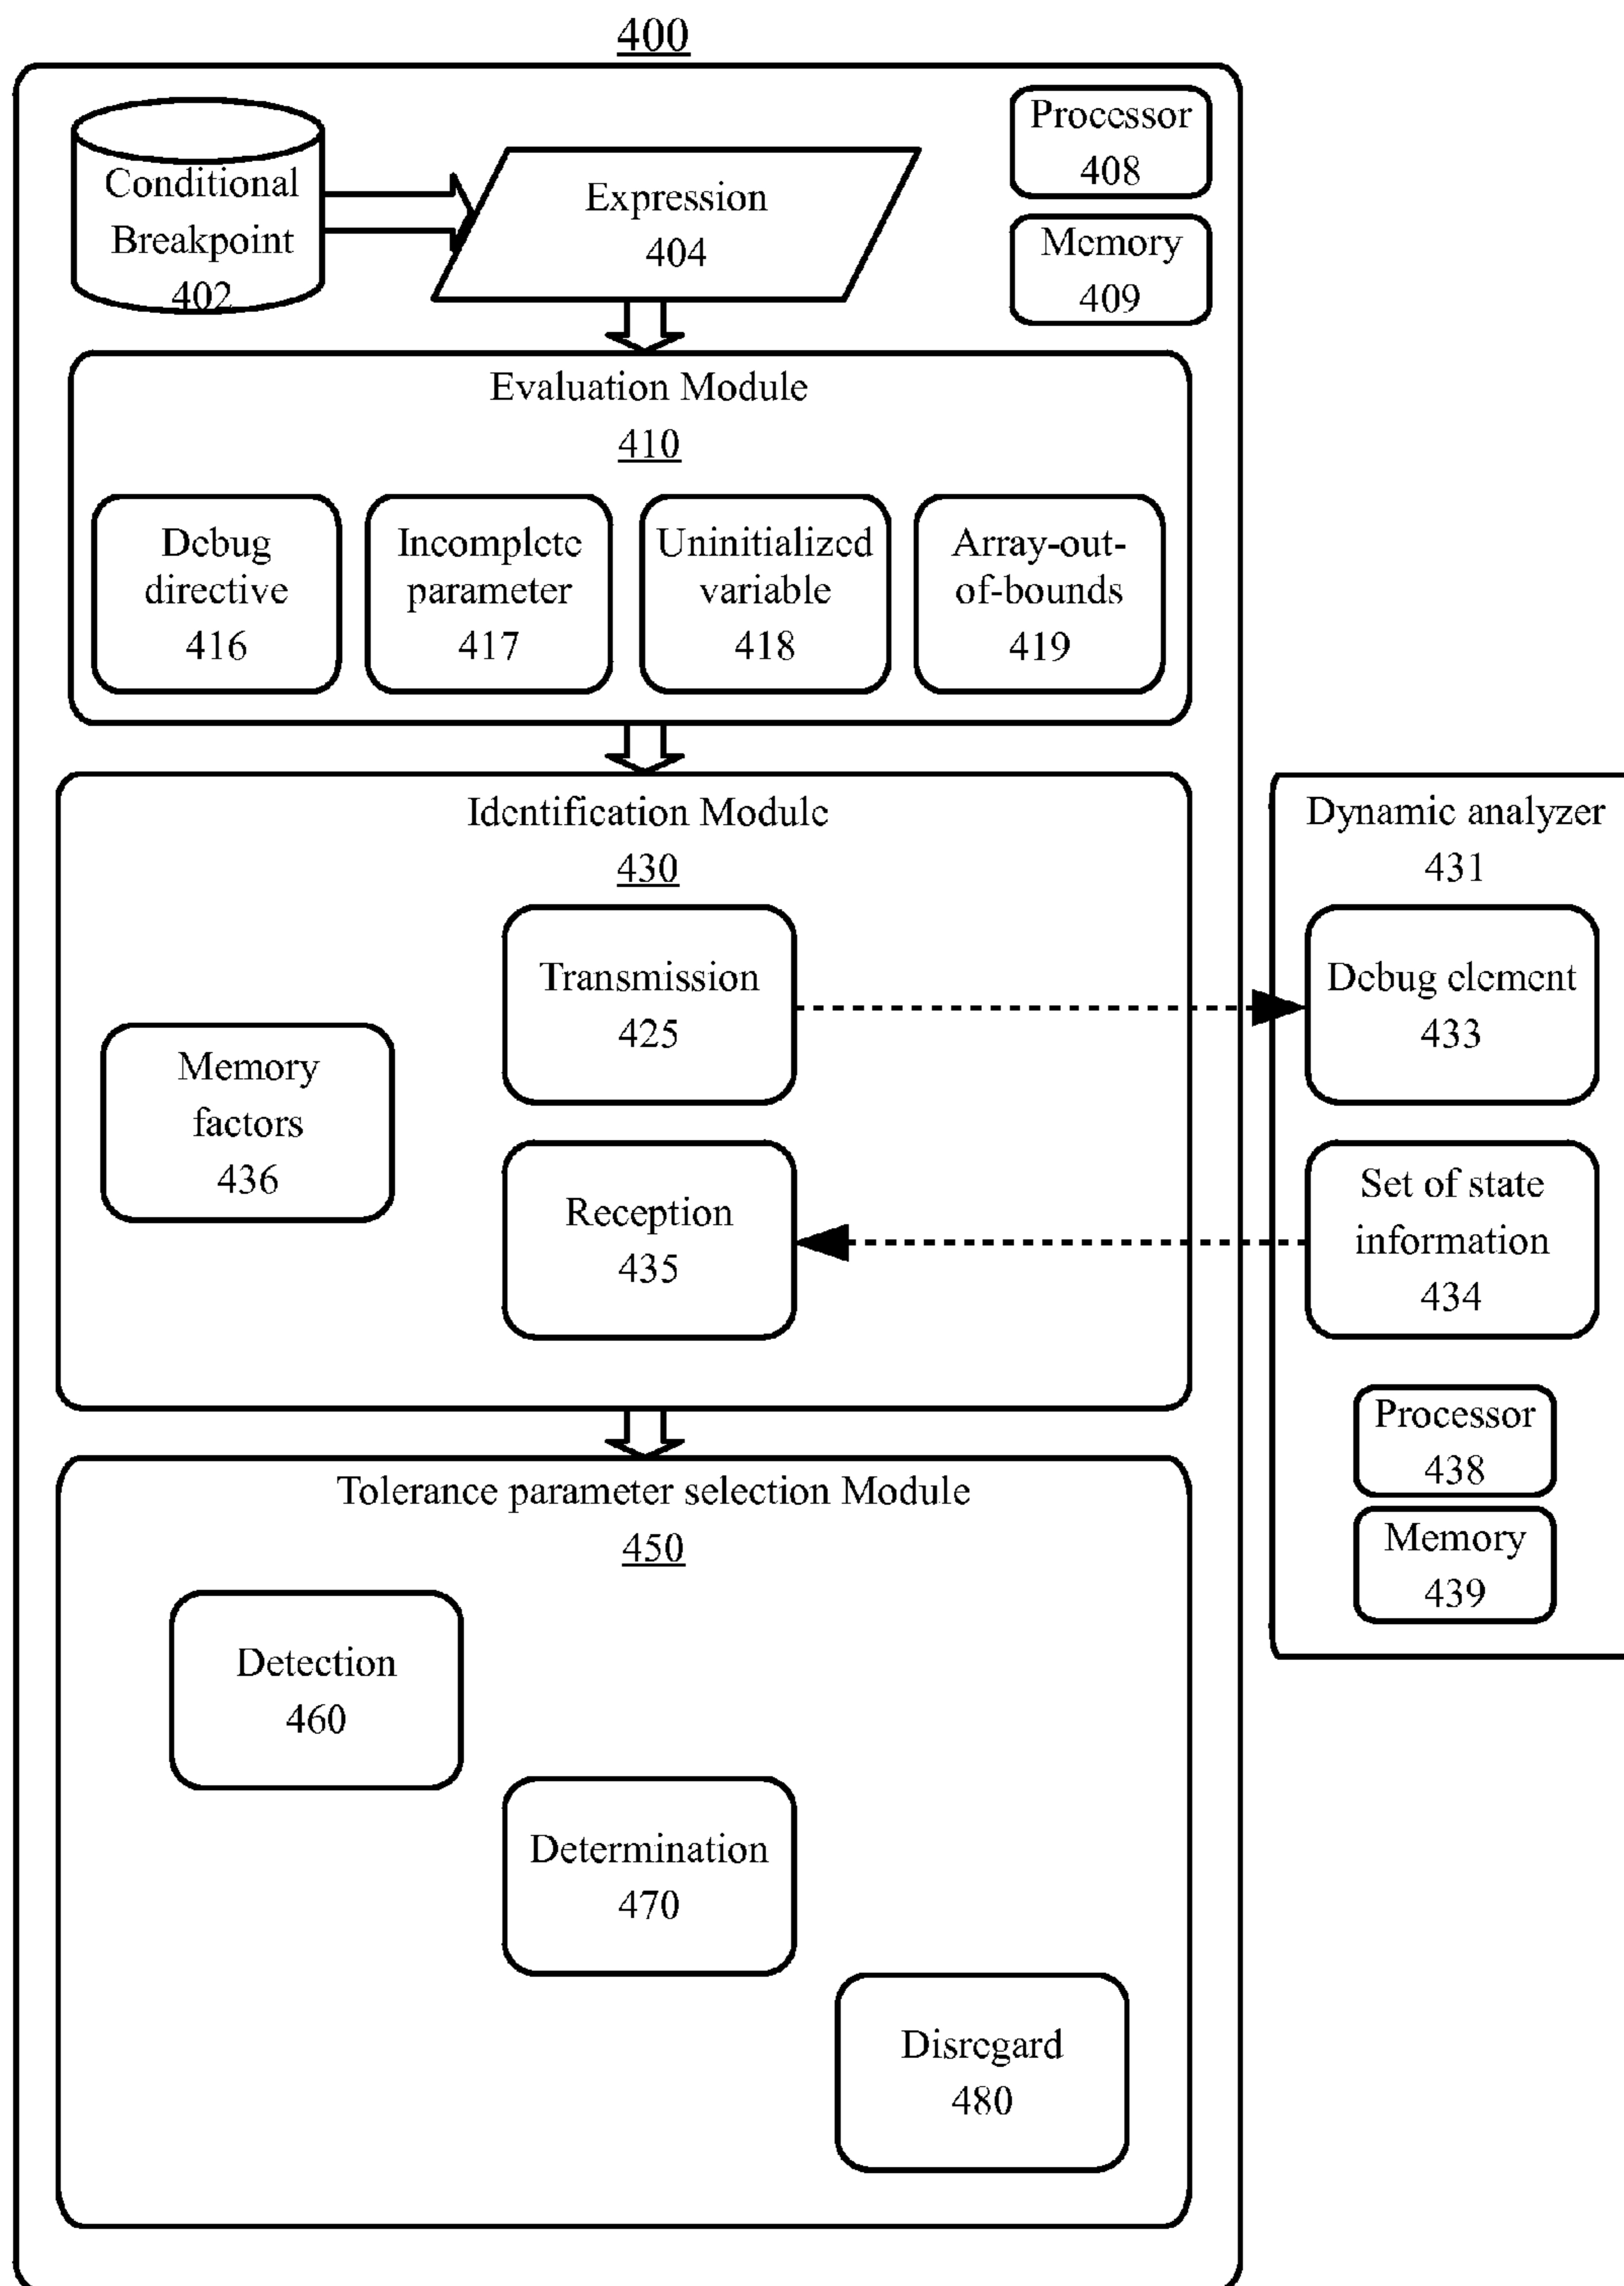 400
Conditional
Breakpoint
402
Expression
404
Processor
408
Memory
409
Evaluation Module
410
Debug
directive
416
Incomplete
parameter
417
Uninitialized
variable
418
Array-out-
of-bounds
419
Identification Module
430
Transmission
425
Memory
factors
436
Reception
435
Dynamic analyzer
431
Debug element
433
Set of state
information
434
Processor
438
Memory
439
Tolerance parameter selection Module
450
Detection
460
Determination
470
Disregard
480